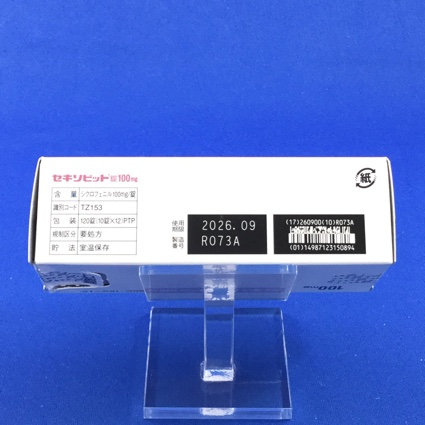 セキソビット錠100mg
含 量 シクロフェニル100mg/錠
識別コード TZ153
包 装 120錠(10錠×12)PTP
規制区分 要処方
貯 法 室温保存
使用期限 2026.09
製造番号 R073A
(17)260900(10)R073A
(01)14987123150894
紙
100mg